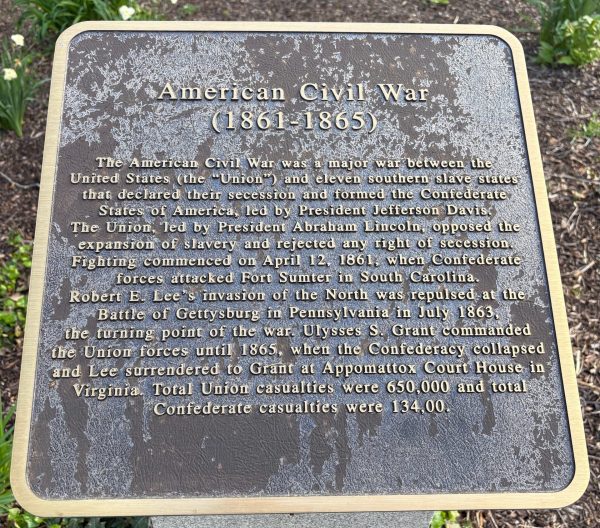 American Civil War
(1861-1865)
The American Civil War was a major war between the
United States (the “Union”) and eleven southern slave states
that declared their secession and formed the Confederate
States of America, led by President Jefferson Davis.
The Union, led by President Abraham Lincoln, opposed the
expansion of slavery and rejected any right of secession.
Fighting commenced on April 12, 1861, when Confederate
forces attacked Fort Sumter in South Carolina.
Robert E. Lee’s invasion of the North was repulsed at the
Battle of Gettysburg in Pennsylvania in July 1863,
the turning point of the war. Ulysses S. Grant commanded
the Union forces until 1865, when the Confederacy collapsed
and Lee surrendered to Grant at Appomattox Court House in
Virginia. Total Union casualties were 650,000 and total
Confederate casualties were 134,00.